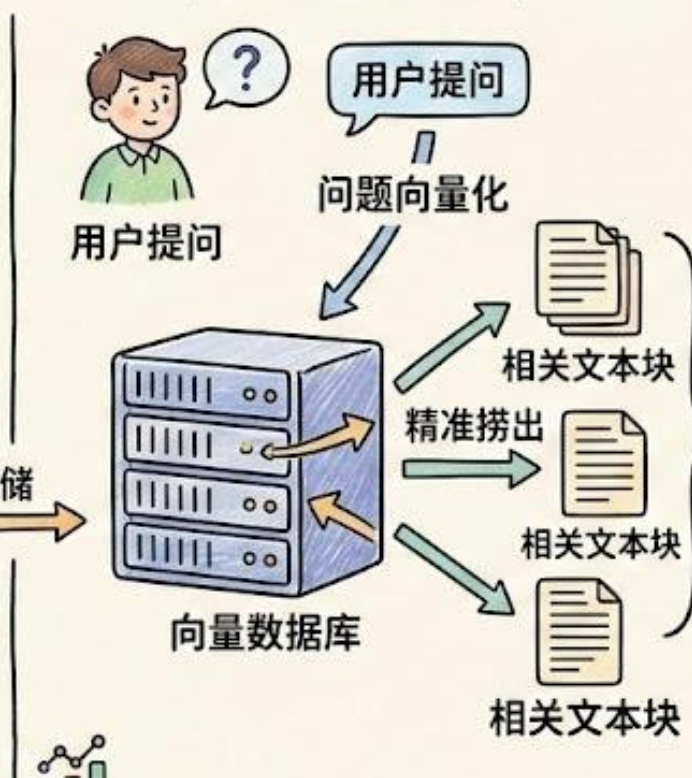 ?
用户提问
问题向量化
用户提问
相关文本块
精准捞出
储
相关文本块
向量数据库
相关文本块